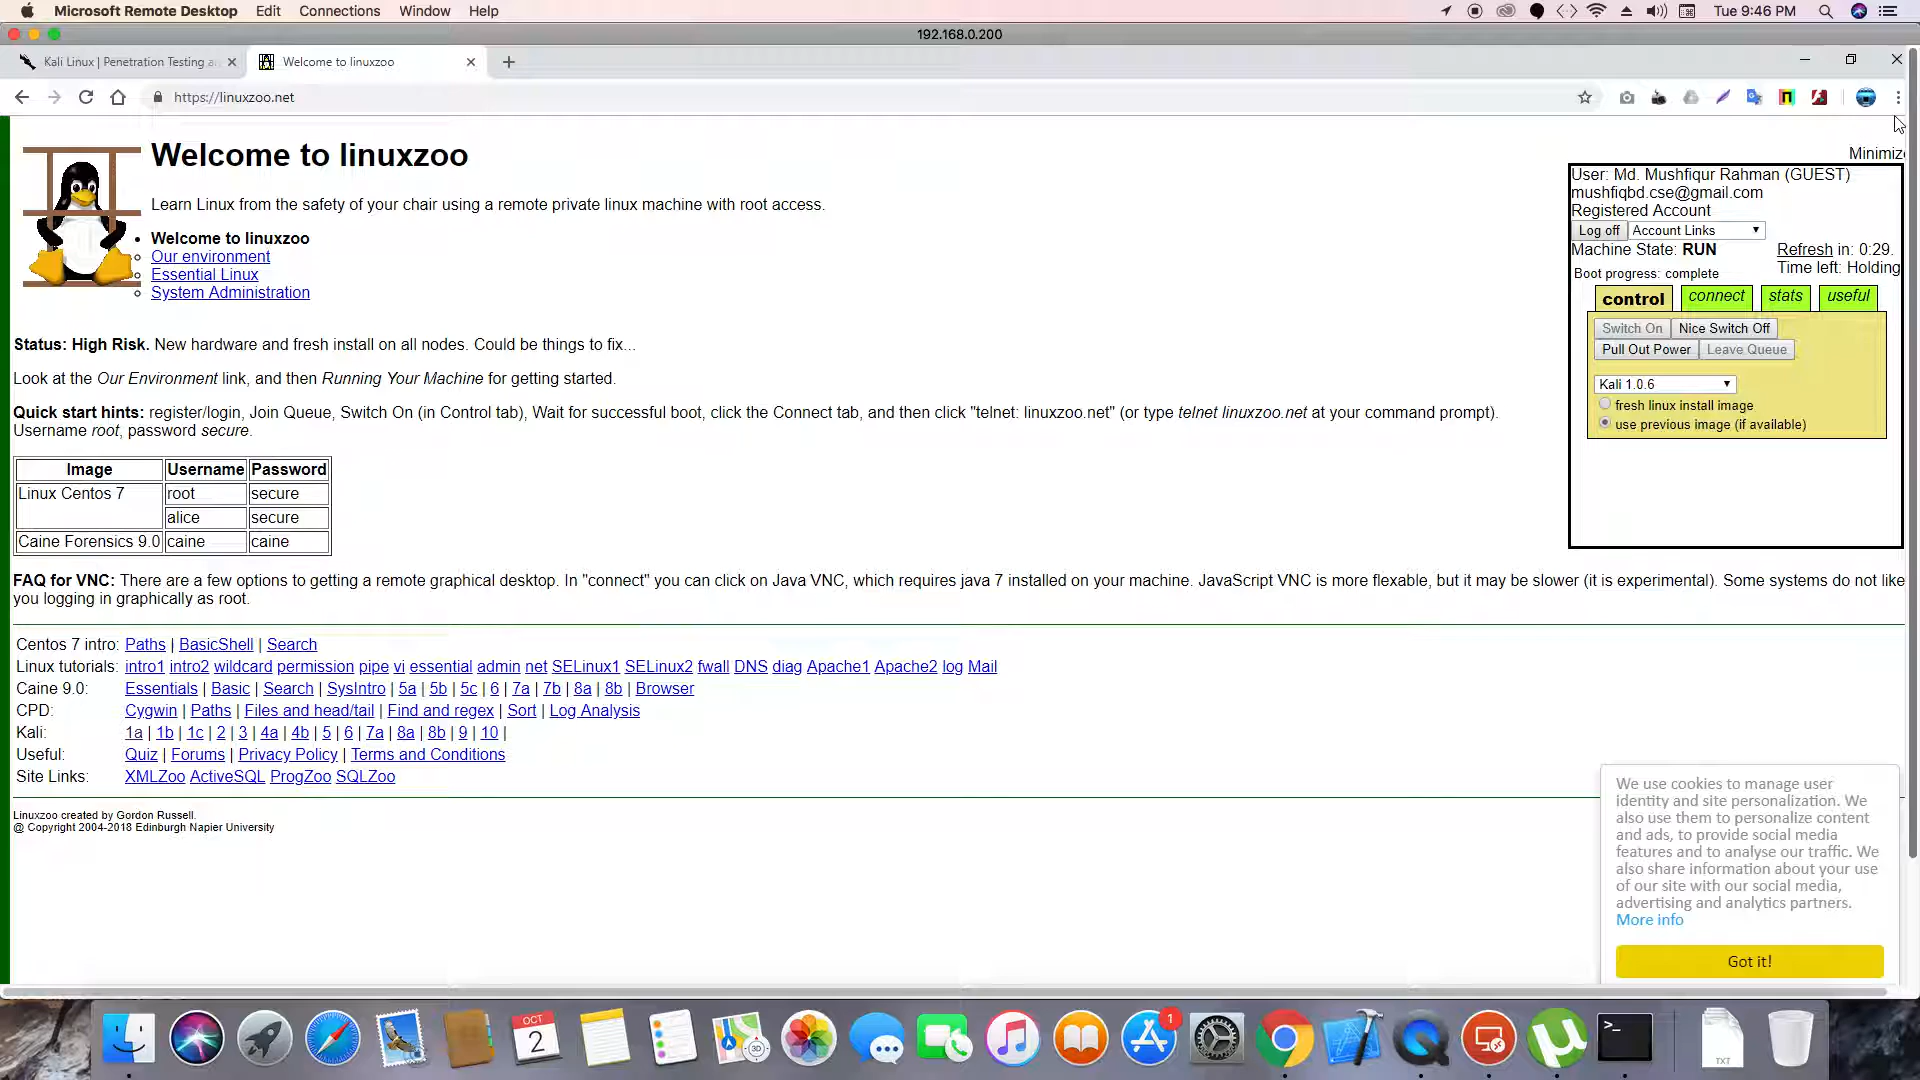 Microsoft Remote Desktop Edit Connections Window Help
Tue 9:46 PM
192.168.0.200
Kali Linux | Penetration Testing a
Welcome to linuxzoo
https://linuxzoo.net
Welcome to linuxzoo
Learn Linux from the safety of your chair using a remote private linux machine with root access.
Welcome to linuxzoo
Our environment
Essential Linux
System Administration
Minimiz
User: Md. Mushfiqur Rahman (GUEST)
mushfiqbd.cse@gmail.com
Registered Account
Log off Account Links
Machine State: RUN Refresh in: 0:29.
Boot progress: complete Time left: Holding
control connect stats useful
Switch On Nice Switch Off
Pull Out Power Leave Queue
Kali 1.0.6
fresh linux install image
use previous image (if available)
Status: High Risk. New hardware and fresh install on all nodes. Could be things to fix...
Look at the Our Environment link, and then Running Your Machine for getting started.
Quick start hints: register/login, Join Queue, Switch On (in Control tab), Wait for successful boot, click the Connect tab, and then click "telnet: linuxzoo.net" (or type telnet linuxzoo.net at your command prompt).
Username root, password secure.
Image Username Password
Linux Centos 7 root secure
alice secure
Caine Forensics 9.0 caine caine
FAQ for VNC: There are a few options to getting a remote graphical desktop. In "connect" you can click on Java VNC, which requires java 7 installed on your machine. JavaScript VNC is more flexable, but it may be slower (it is experimental). Some systems do not like
you logging in graphically as root.
Centos 7 intro: Paths | BasicShell | Search
Linux tutorials: intro1 intro2 wildcard permission pipe vi essential admin net SELinux1 SELinux2 fwall DNS diag Apache1 Apache2 log Mail
Caine 9.0: Essentials | Basic | Search | SysIntro | 5a | 5b | 5c | 6 | 7a | 7b | 8a | 8b | Browser
CPD: Cygwin | Paths | Files and head/tail | Find and regex | Sort | Log Analysis
Kali: 1a | 1b | 1c | 2 | 3 | 4a | 4b | 5 | 6 | 7a | 8a | 8b | 9 | 10 |
Useful: Quiz | Forums | Privacy Policy | Terms and Conditions
Site Links: XMLZoo ActiveSQL ProgZoo SQLZoo
Linuxzoo created by Gordon Russell.
@ Copyright 2004-2018 Edinburgh Napier University
We use cookies to manage user
identity and site personalization. We
also use them to personalize content
and ads, to provide social media
features and to analyse our traffic. We
also share information about your use
of our site with our social media,
advertising and analytics partners.
More info
Got it!
OCT
2
3D
1
>_
TXT